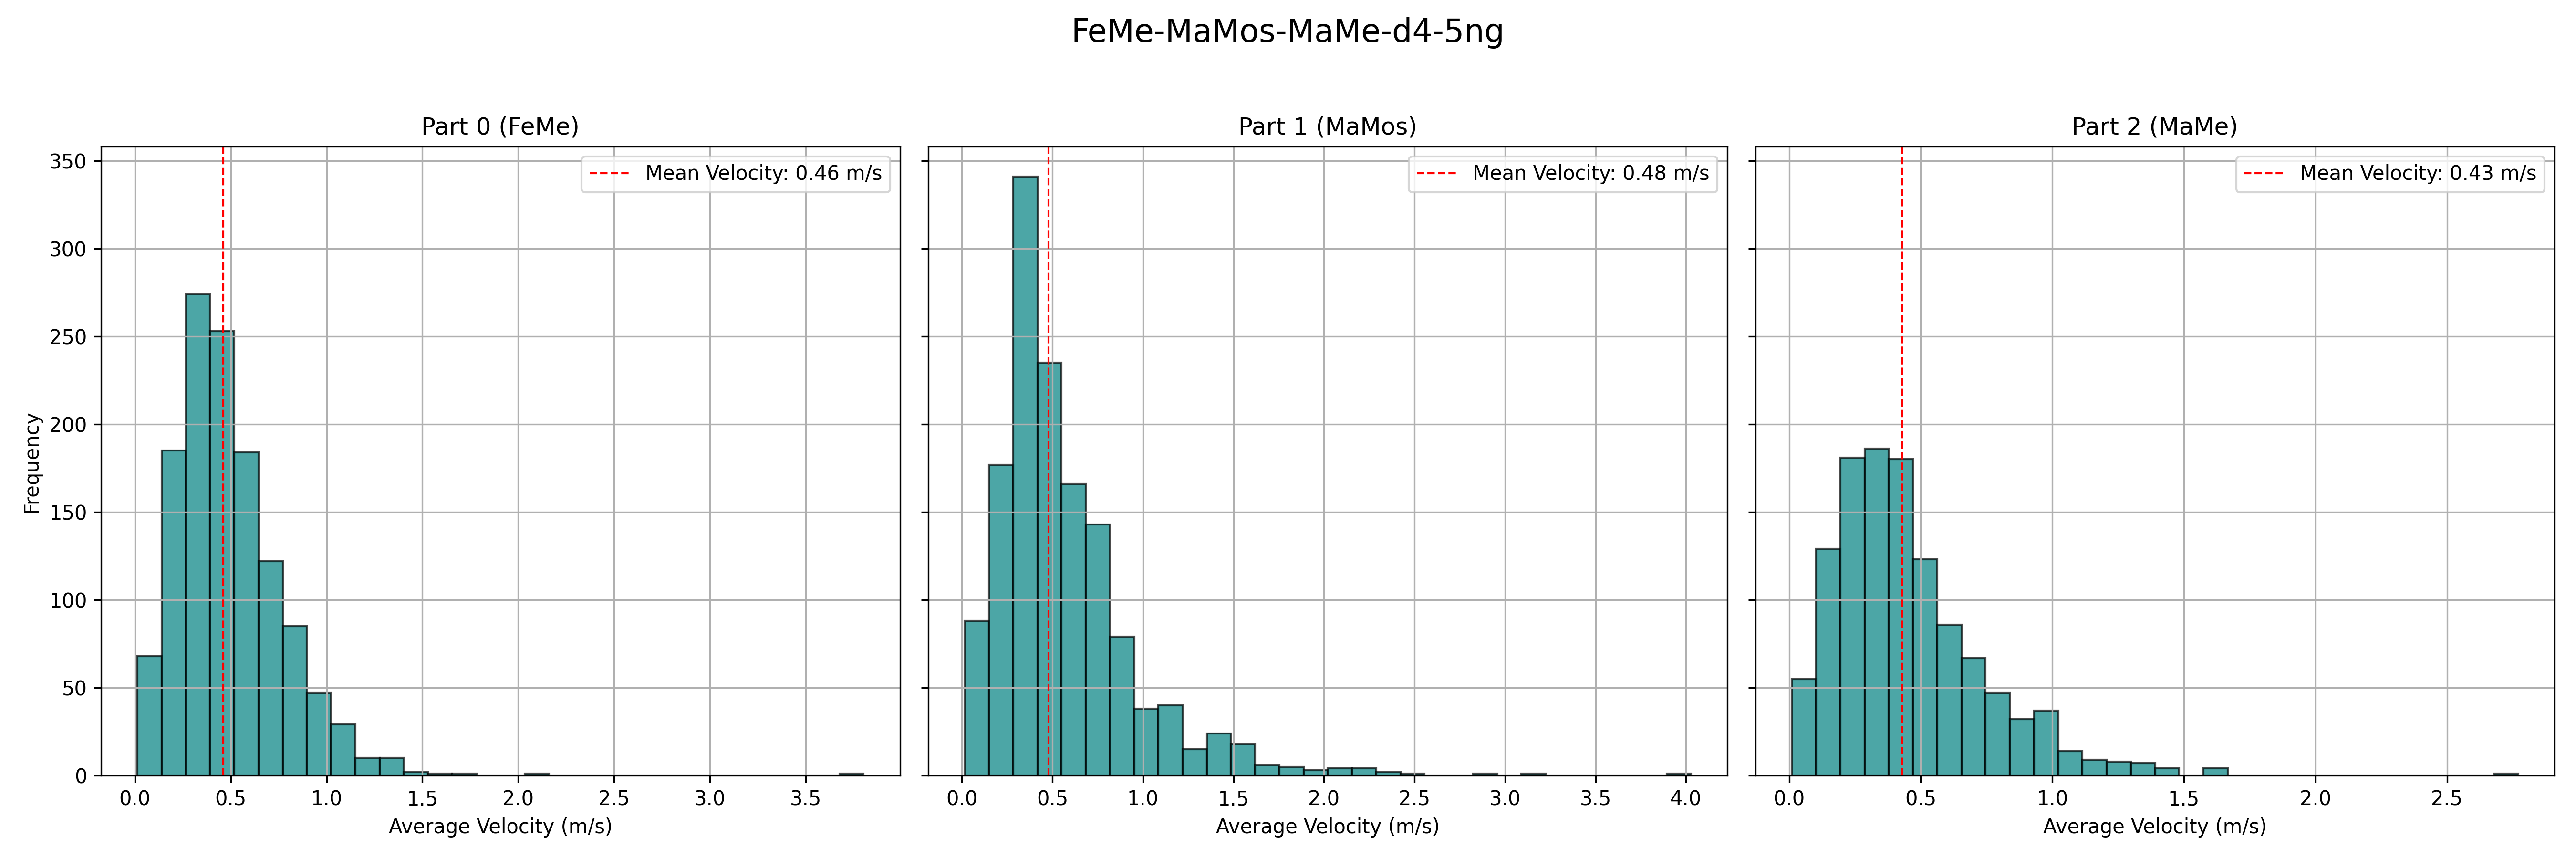 FeMe-MaMos-MaMe-d4-5ng
Part 0 (FeMe)
Mean Velocity: 0.46 m/s
Frequency
350
300
250
200
150
100
50
0
0.0 0.5 1.0 1.5 2.0 2.5 3.0 3.5
Average Velocity (m/s)
Part 1 (MaMos)
Mean Velocity: 0.48 m/s
0.0 0.5 1.0 1.5 2.0 2.5 3.0 3.5 4.0
Average Velocity (m/s)
Part 2 (MaMe)
Mean Velocity: 0.43 m/s
0.0 0.5 1.0 1.5 2.0 2.5
Average Velocity (m/s)